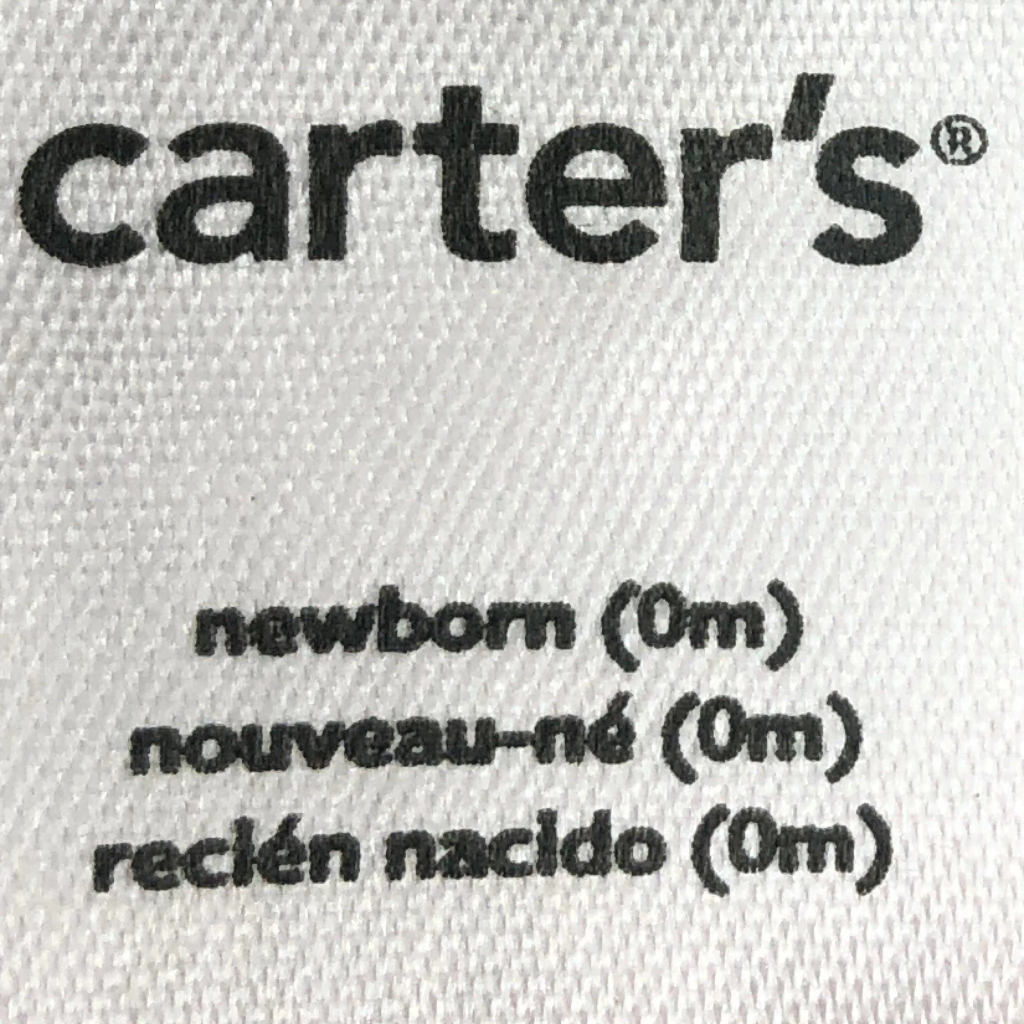 carter's®
newborn (0m)
nouveau-né (0m)
recién nacido (0m)